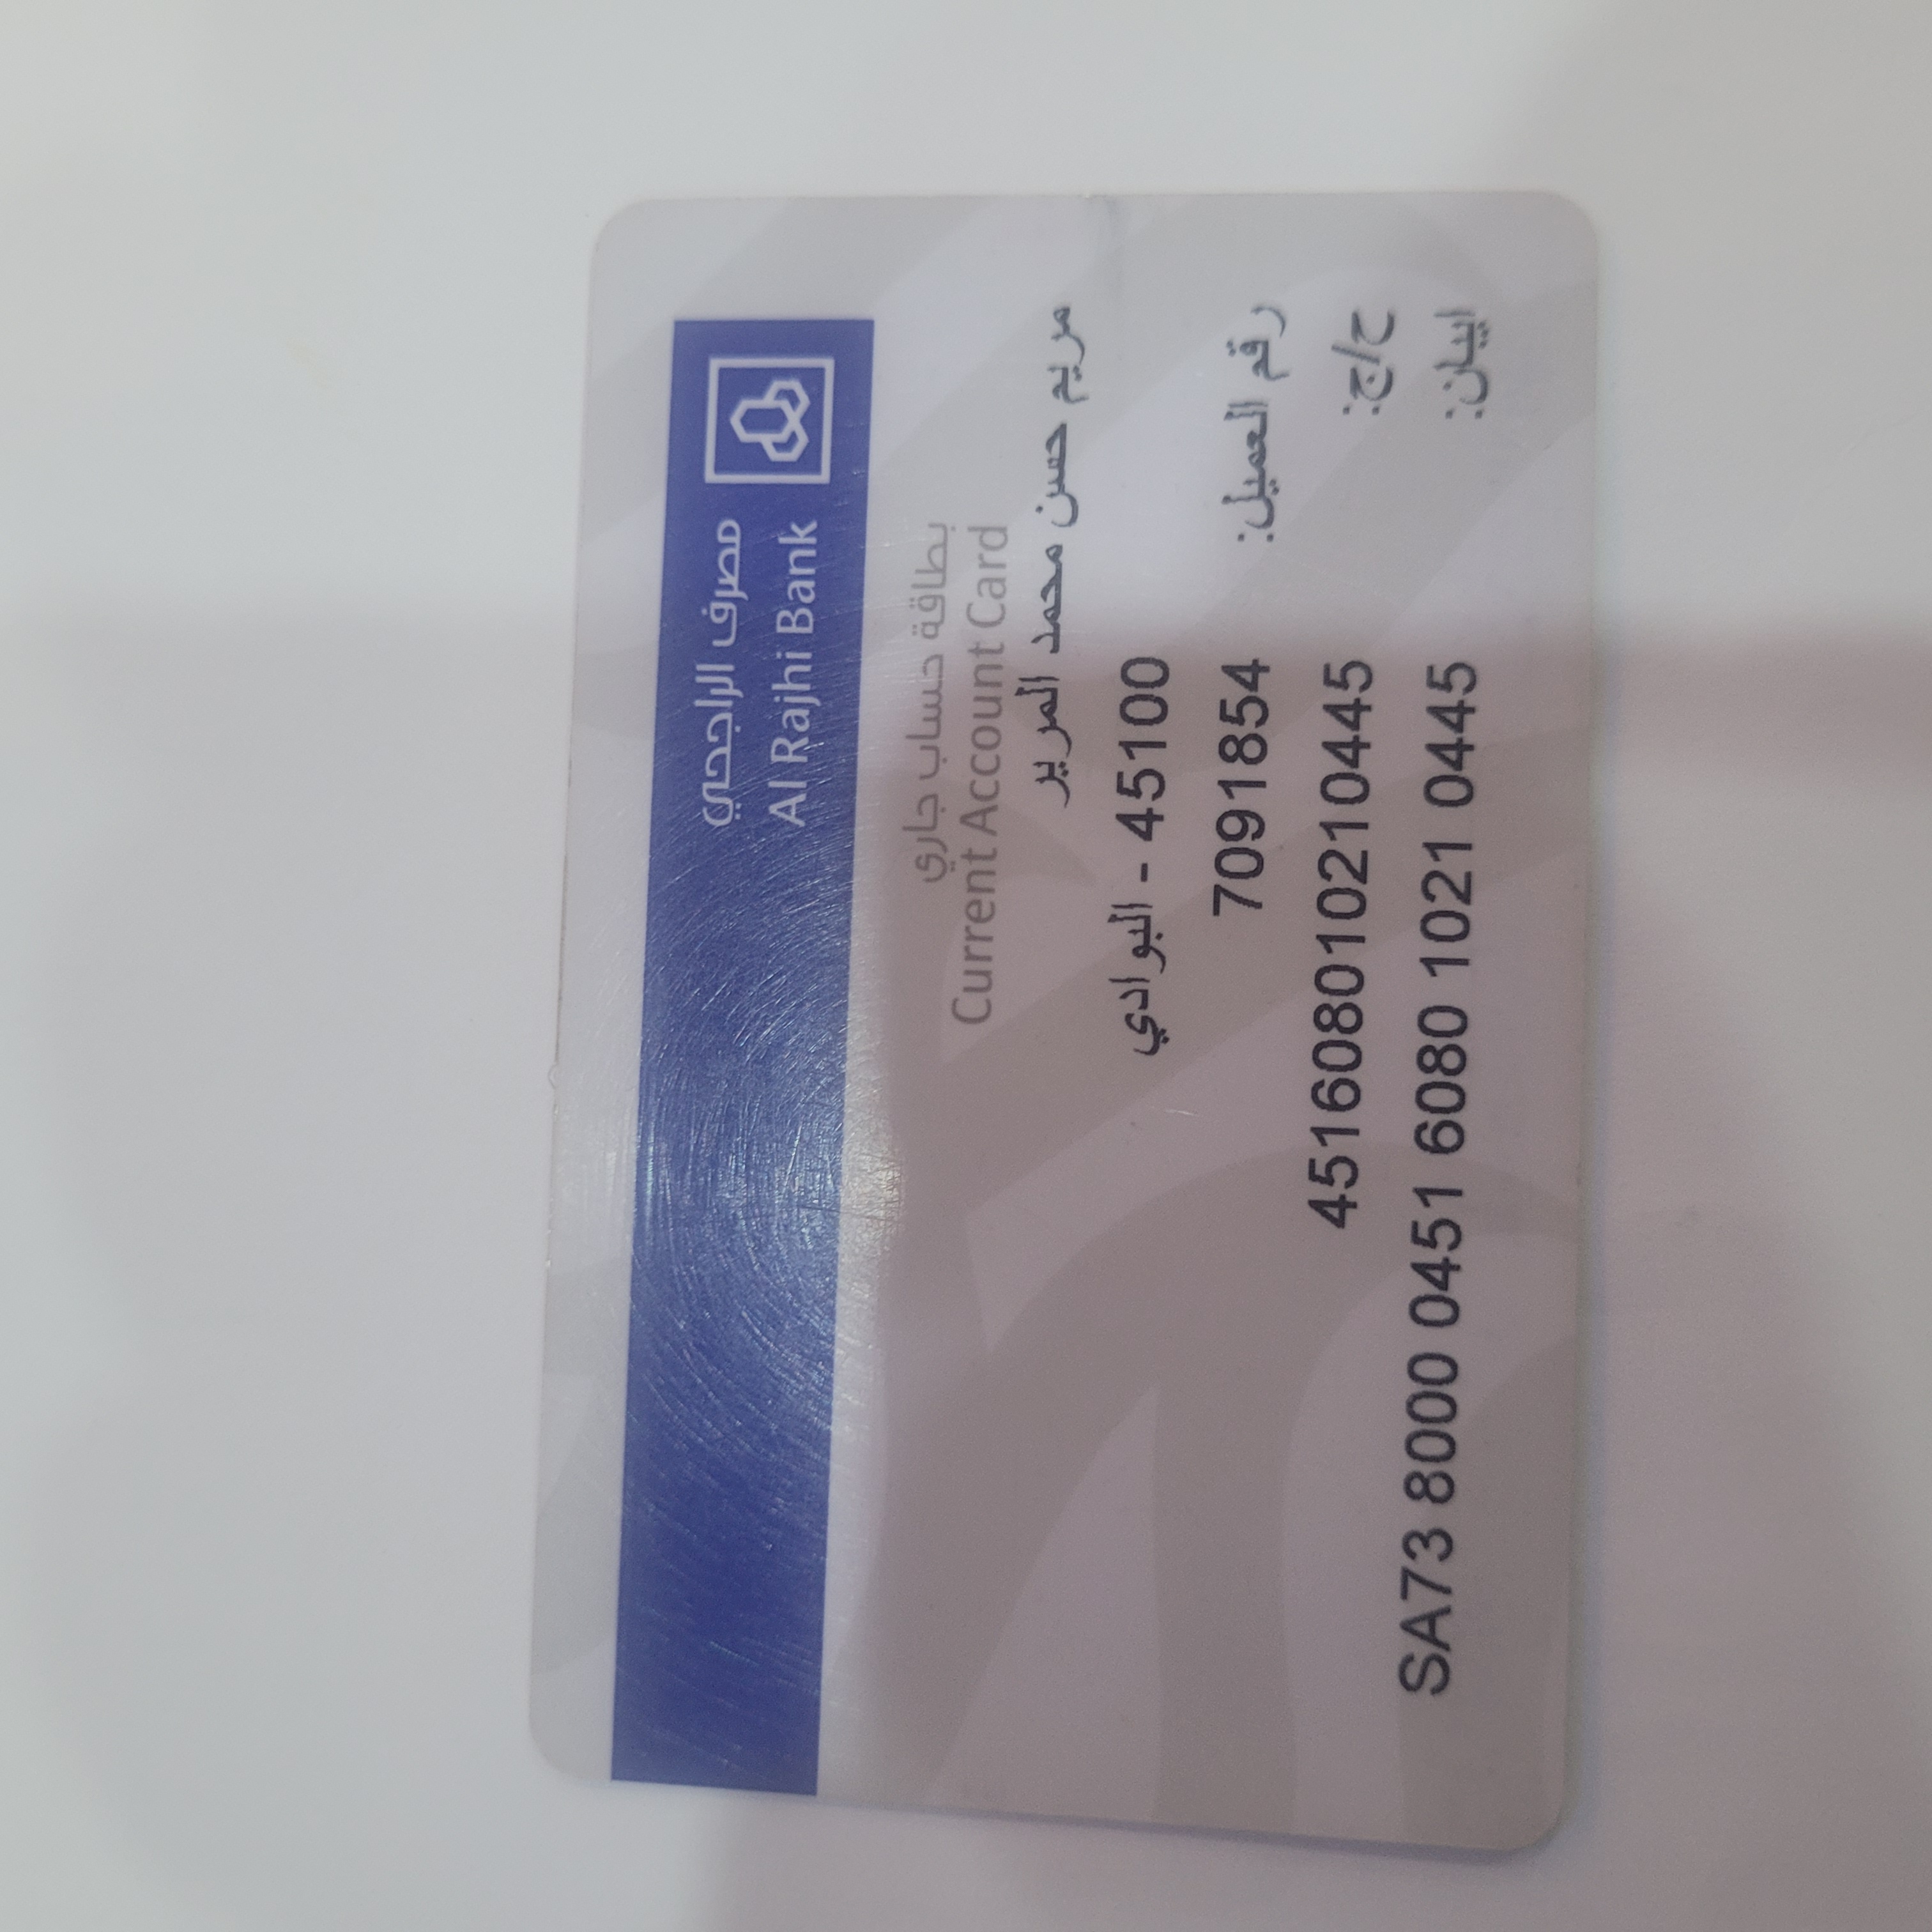 مصرف الراجحي
Al Rajhi Bank
بطاقة حساب جاري
Current Account Card
مريم حسن محمد المرير
45100 - البوادي
رقم العميل: 7091854
ح/ج: 451608010210445
ايبان: SA73 8000 0451 6080 1021 0445